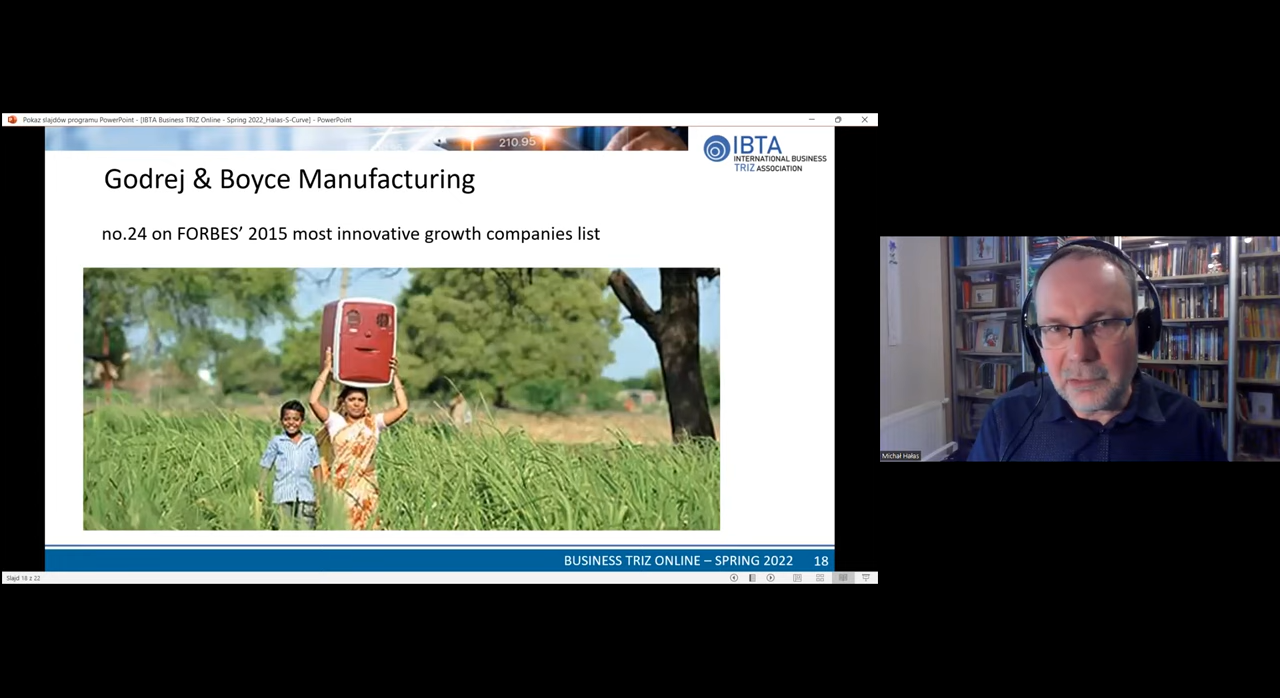 Pokaz slajdów programu PowerPoint - [IBTA Business TRIZ Online - Spring 2022_Halas-S-Curve] - PowerPoint
210.95
IBTA
INTERNATIONAL BUSINESS
TRIZ ASSOCIATION
Godrej & Boyce Manufacturing
no.24 on FORBES’ 2015 most innovative growth companies list
Michał Hałas
BUSINESS TRIZ ONLINE – SPRING 2022 18
Slajd 18 z 22